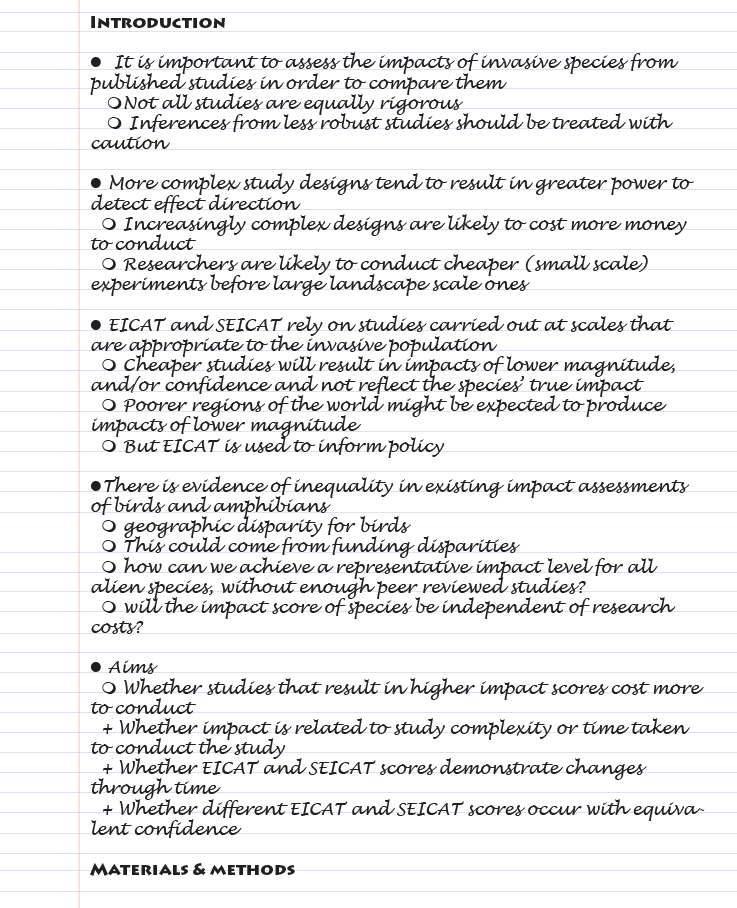 INTRODUCTION
● It is important to assess the impacts of invasive species from
published studies in order to compare them
❍Not all studies are equally rigorous
❍ Inferences from less robust studies should be treated with
caution
● More complex study designs tend to result in greater power to
detect effect direction
❍ Increasingly complex designs are likely to cost more money
to conduct
❍ Researchers are likely to conduct cheaper (small scale)
experiments before large landscape scale ones
● EICAT and SEICAT rely on studies carried out at scales that
are appropriate to the invasive population
❍ Cheaper studies will result in impacts of lower magnitude,
and/or confidence and not reflect the species’ true impact
❍ Poorer regions of the world might be expected to produce
impacts of lower magnitude
❍ But EICAT is used to inform policy
●There is evidence of inequality in existing impact assessments
of birds and amphibians
❍ geographic disparity for birds
❍ This could come from funding disparities
❍ how can we achieve a representative impact level for all
alien species, without enough peer reviewed studies?
❍ will the impact score of species be independent of research
costs?
● Aims
❍ Whether studies that result in higher impact scores cost more
to conduct
+ Whether impact is related to study complexity or time taken
to conduct the study
+ Whether EICAT and SEICAT scores demonstrate changes
through time
+ Whether different EICAT and SEICAT scores occur with equiva-
lent confidence
MATERIALS & METHODS